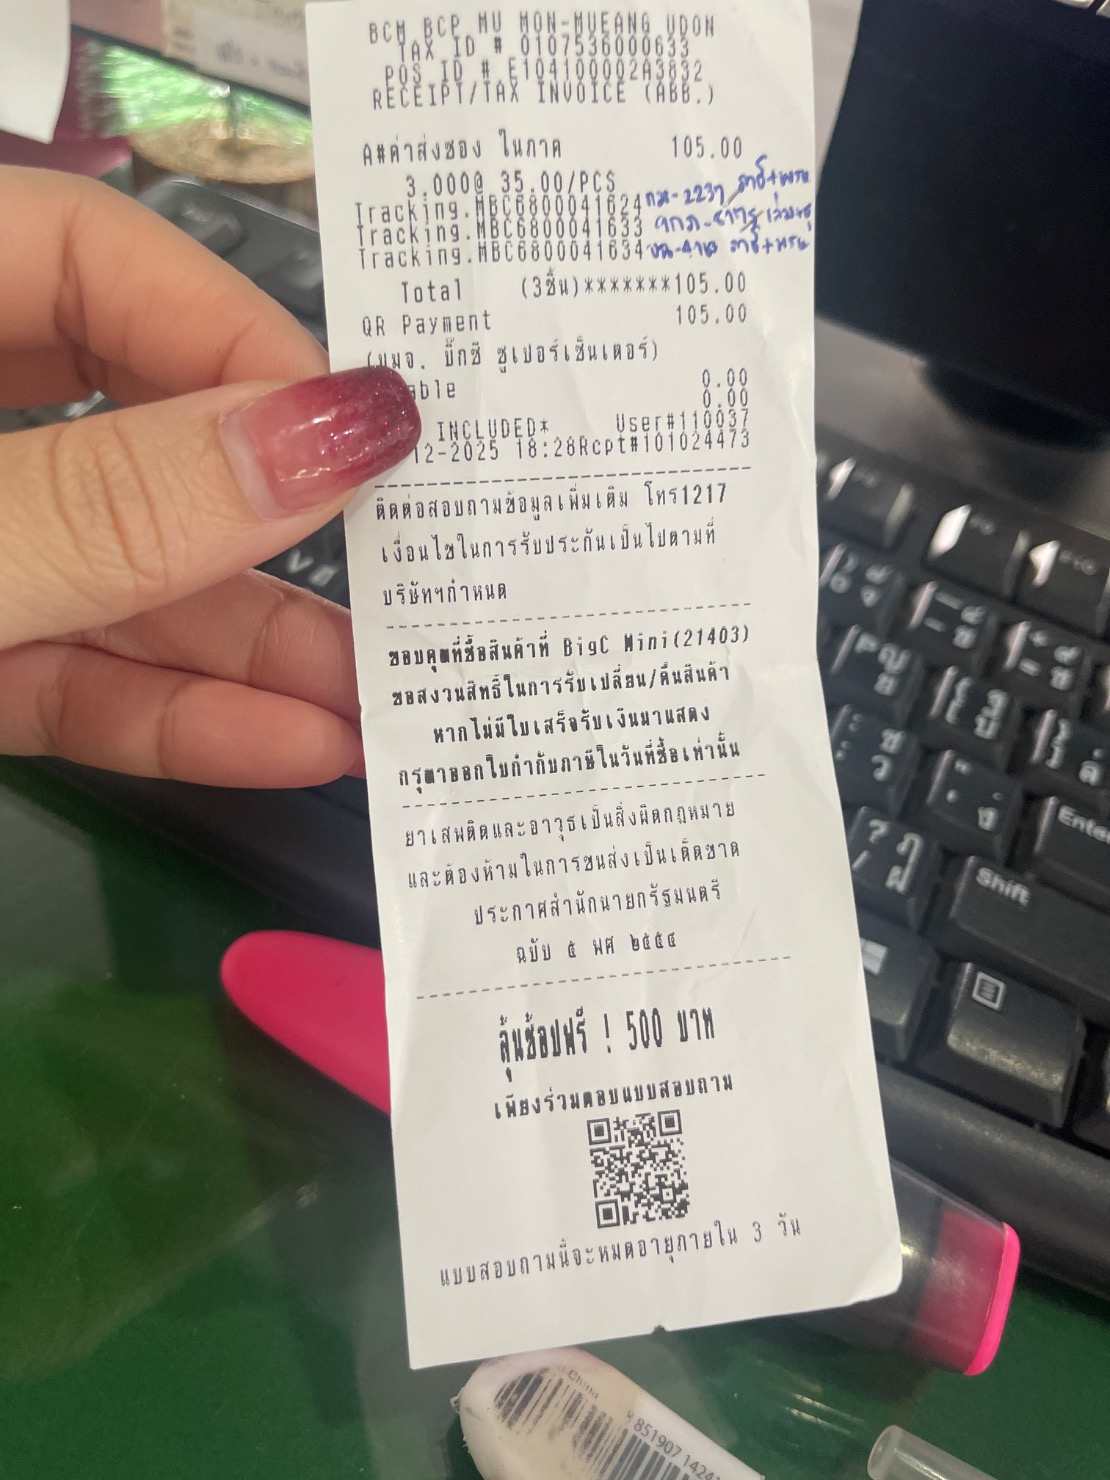 BCM BCP MU MON-MUEANG UDON
TAX ID # 0107536000633
POS ID # E104100002A3832
RECEIPT/TAX INVOICE (ABB.)
A#ค่าส่งซอง ในภาค 105.00
3.000@ 35.00/PCS
Tracking.MBC6800041624 กฉ-2237
Tracking.MBC6800041633
Tracking.MBC6800041634
Total (3ชิ้น)*******105.00
QR Payment 105.00
(บมจ. บิ๊กซี ซูเปอร์เซ็นเตอร์)
able 0.00
0.00
INCLUDED* User#110037
12-2025 18:28Rcpt#101024473
ติดต่อสอบถามข้อมูลเพิ่มเติม โทร1217
เงื่อนไขในการรับประกันเป็นไปตามที่
บริษัทฯกำหนด
ขอบคุณที่ซื้อสินค้าที่ BigC Mini(21403)
ขอสงวนสิทธิ์ในการรับเปลี่ยน/คืนสินค้า
หากไม่มีใบเสร็จรับเงินมาแสดง
กรุณาออกใบกำกับภาษีในวันที่ซื้อเท่านั้น
ยาเสพติดและอาวุธเป็นสิ่งผิดกฎหมาย
และต้องห้ามในการขนส่งเป็นเด็ดขาด
ประกาศสำนักนายกรัฐมนตรี
ฉบับ ๕ พศ ๒๕๕๔
ลุ้นช้อปฟรี ! 500 บาท
เพียงร่วมตอบแบบสอบถาม
แบบสอบถามนี้จะหมดอายุภายใน 3 วัน
Enter
Shift
China